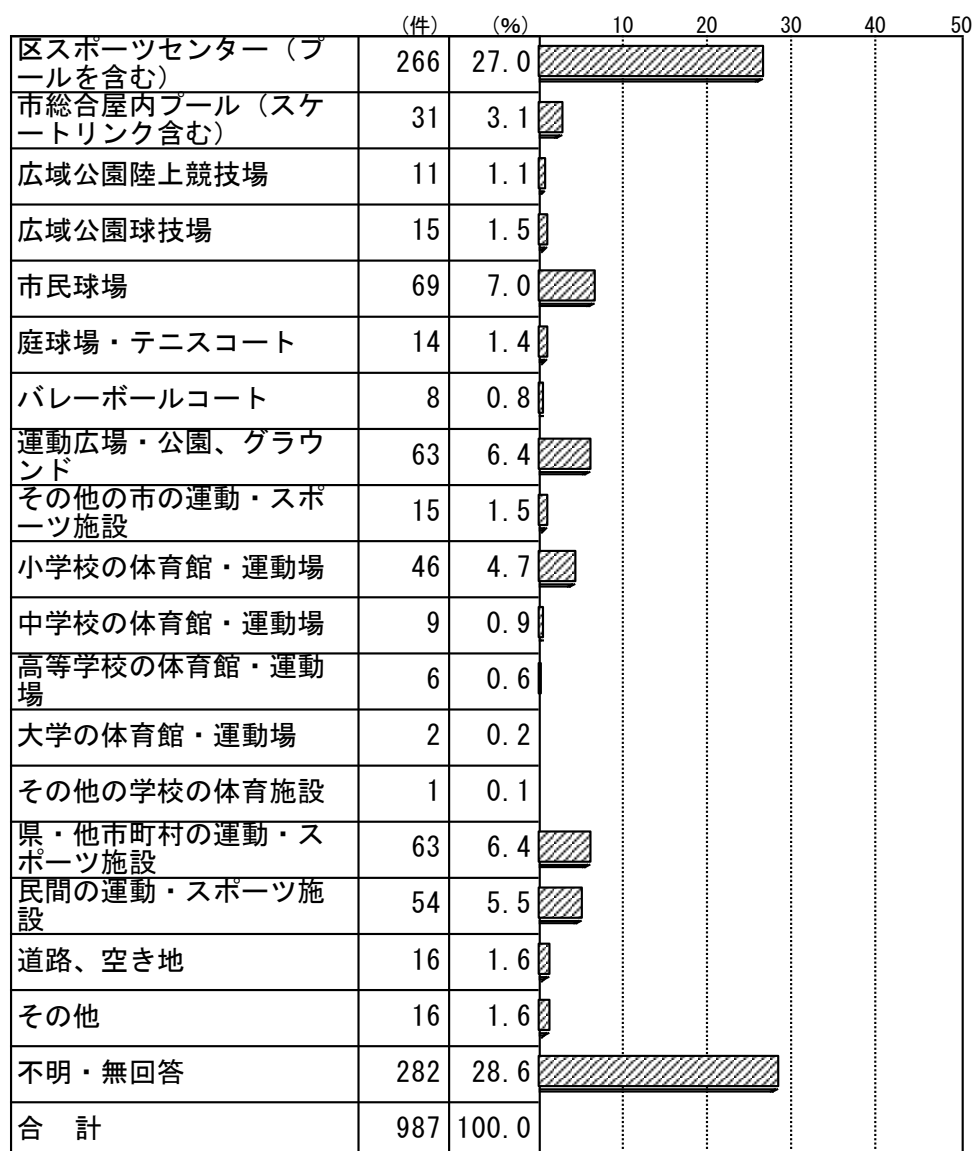 （件） （%） 10 20 30 40 50
区スポーツセンター（プ
ールを含む） 266 27.0
市総合屋内プール（スケ
ートリンク含む） 31 3.1
広域公園陸上競技場 11 1.1
広域公園球技場 15 1.5
市民球場 69 7.0
庭球場・テニスコート 14 1.4
バレーボールコート 8 0.8
運動広場・公園、グラウ
ンド 63 6.4
その他の市の運動・スポ
ーツ施設 15 1.5
小学校の体育館・運動場 46 4.7
中学校の体育館・運動場 9 0.9
高等学校の体育館・運動
場 6 0.6
大学の体育館・運動場 2 0.2
その他の学校の体育施設 1 0.1
県・他市町村の運動・ス
ポーツ施設 63 6.4
民間の運動・スポーツ施
設 54 5.5
道路、空き地 16 1.6
その他 16 1.6
不明・無回答 282 28.6
合　計 987 100.0